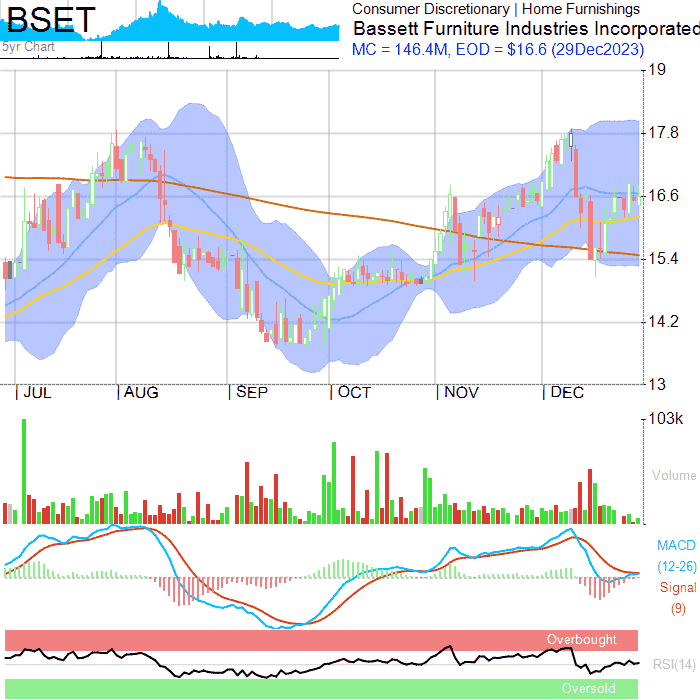 BSET
5yr Chart
Consumer Discretionary | Home Furnishings
Bassett Furniture Industries Incorporated
MC = 146.4M, EOD = $16.6 (29Dec2023)
19
17.8
16.6
15.4
14.2
13
JUL AUG SEP OCT NOV DEC
103k
Volume
MACD
(12-26)
Signal
(9)
Overbought
RSI(14)
Oversold